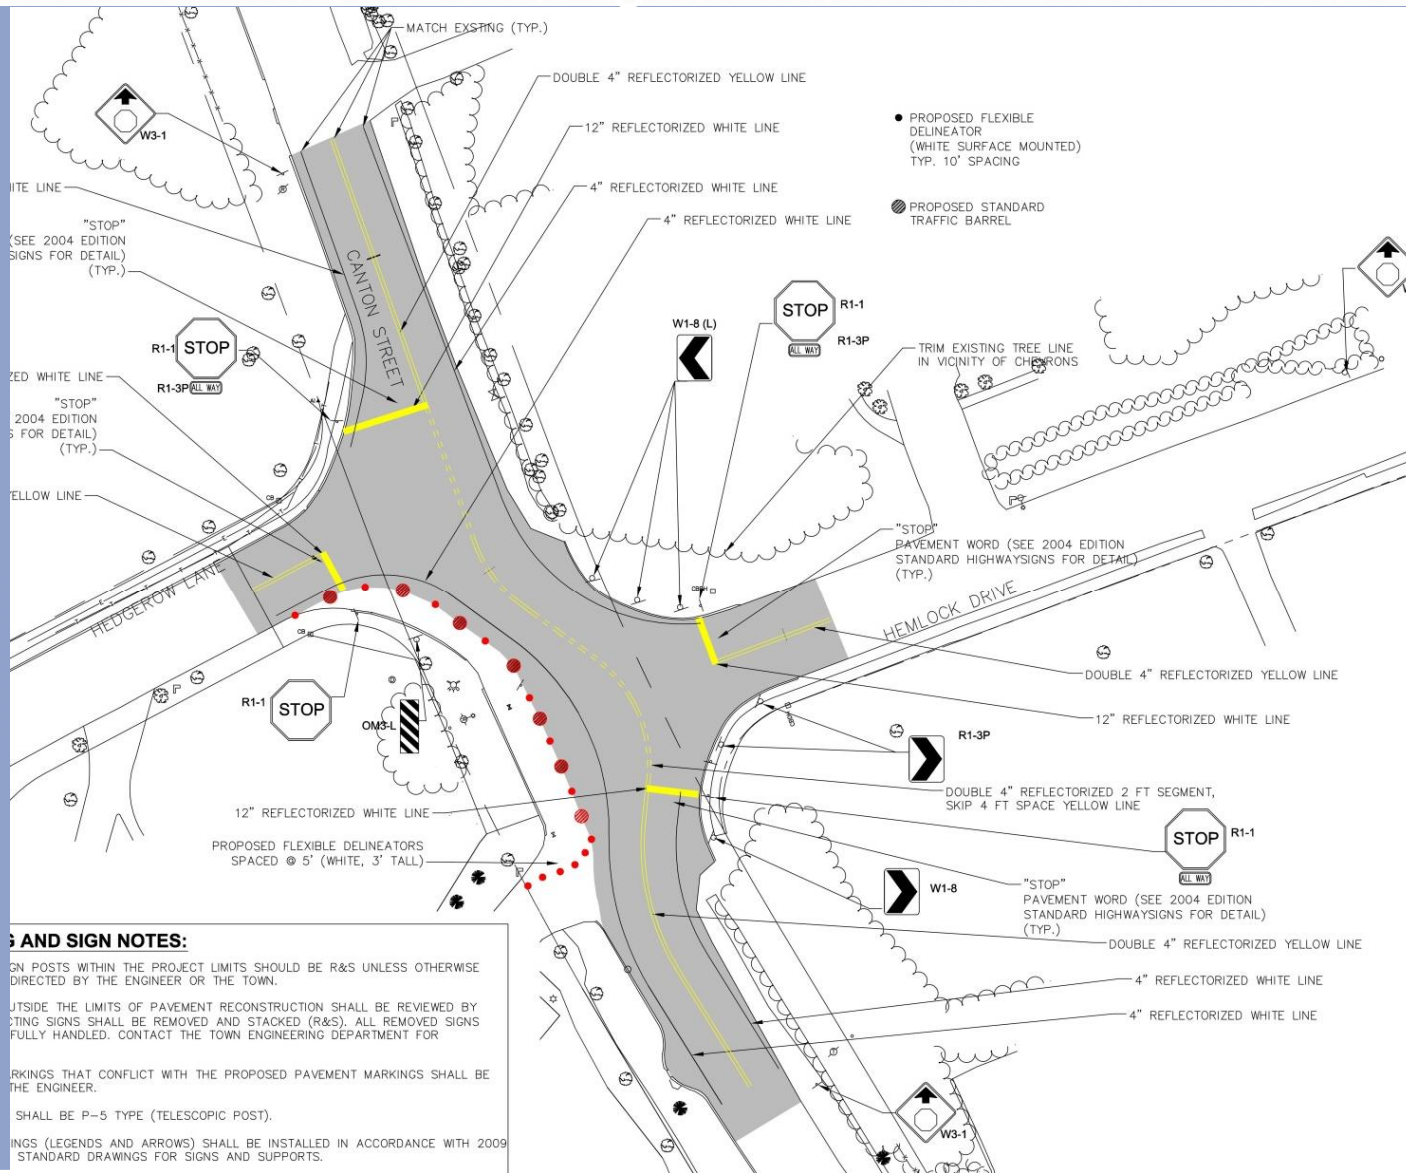 MATCH EXSTING (TYP.)
DOUBLE 4" REFLECTORIZED YELLOW LINE
12" REFLECTORIZED WHITE LINE
4" REFLECTORIZED WHITE LINE
4" REFLECTORIZED WHITE LINE
PROPOSED FLEXIBLE
DELINEATOR
(WHITE SURFACE MOUNTED)
TYP. 10' SPACING
PROPOSED STANDARD
TRAFFIC BARREL
W3-1
LINE
"STOP"
(SEE 2004 EDITION
SIGNS FOR DETAIL)
(TYP.)
CANTON STREET
R1-1
STOP
R1-3P
ALL WAY
WHITE LINE
"STOP"
2004 EDITION
FOR DETAIL)
(TYP.)
LINE
W1-8 (L)
STOP
R1-1
R1-3P
ALL WAY
TRIM EXISTING TREE LINE
IN VICINITY OF CHEVRONS
CB
HEDGEROW LANE
CB
"STOP"
PAVEMENT WORD (SEE 2004 EDITION
STANDARD HIGHWAYSIGNS FOR DETAIL)
(TYP.)
HEMLOCK DRIVE
DOUBLE 4" REFLECTORIZED YELLOW LINE
12" REFLECTORIZED WHITE LINE
R1-1
STOP
OM3-L
R1-3P
DOUBLE 4" REFLECTORIZED 2 FT SEGMENT,
SKIP 4 FT SPACE YELLOW LINE
12" REFLECTORIZED WHITE LINE
PROPOSED FLEXIBLE DELINEATORS
SPACED @ 5' (WHITE, 3' TALL)
STOP
R1-1
ALL WAY
W1-8
"STOP"
PAVEMENT WORD (SEE 2004 EDITION
STANDARD HIGHWAYSIGNS FOR DETAIL)
(TYP.)
DOUBLE 4" REFLECTORIZED YELLOW LINE
4" REFLECTORIZED WHITE LINE
4" REFLECTORIZED WHITE LINE
W3-1
AND SIGN NOTES:
POSTS WITHIN THE PROJECT LIMITS SHOULD BE R&S UNLESS OTHERWISE
DIRECTED BY THE ENGINEER OR THE TOWN.
THE LIMITS OF PAVEMENT RECONSTRUCTION SHALL BE REVIEWED BY
SIGNS SHALL BE REMOVED AND STACKED (R&S). ALL REMOVED SIGNS
HANDLED. CONTACT THE TOWN ENGINEERING DEPARTMENT FOR
THAT CONFLICT WITH THE PROPOSED PAVEMENT MARKINGS SHALL BE
THE ENGINEER.
SHALL BE P-5 TYPE (TELESCOPIC POST).
(LEGENDS AND ARROWS) SHALL BE INSTALLED IN ACCORDANCE WITH 2009
STANDARD DRAWINGS FOR SIGNS AND SUPPORTS.